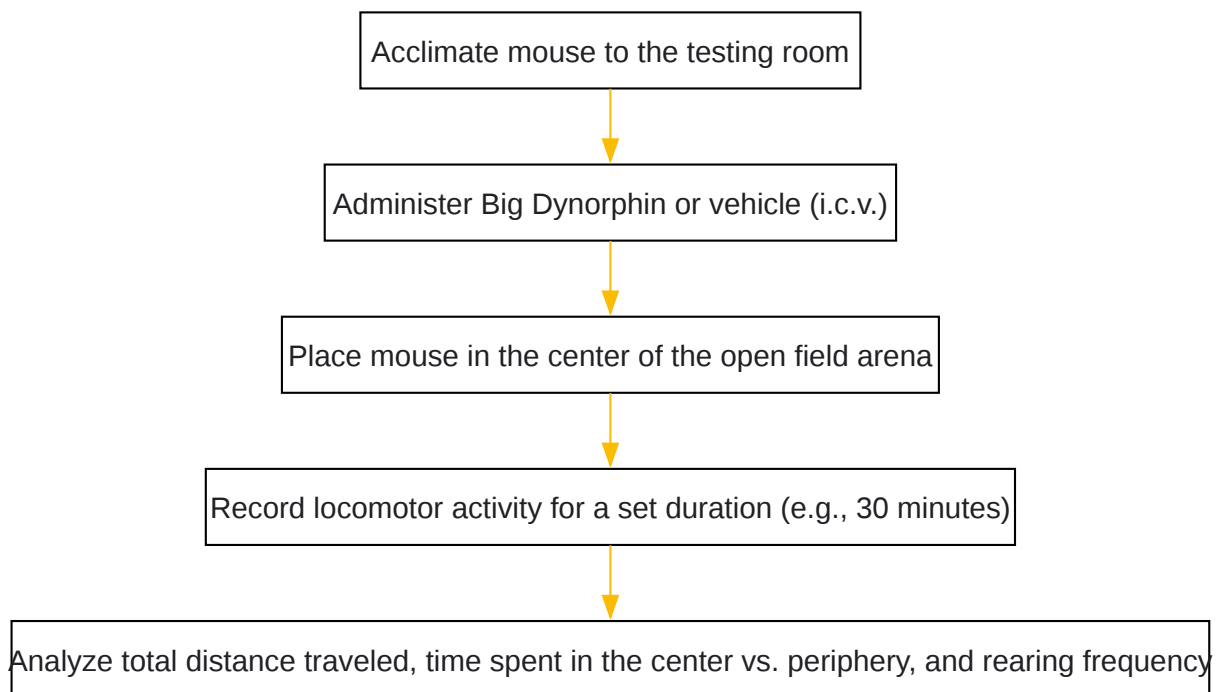 Acclimate mouse to the testing room
Administer Big Dynorphin or vehicle (i.c.v.)
Place mouse in the center of the open field arena
Record locomotor activity for a set duration (e.g., 30 minutes)
Analyze total distance traveled, time spent in the center vs. periphery, and rearing frequency